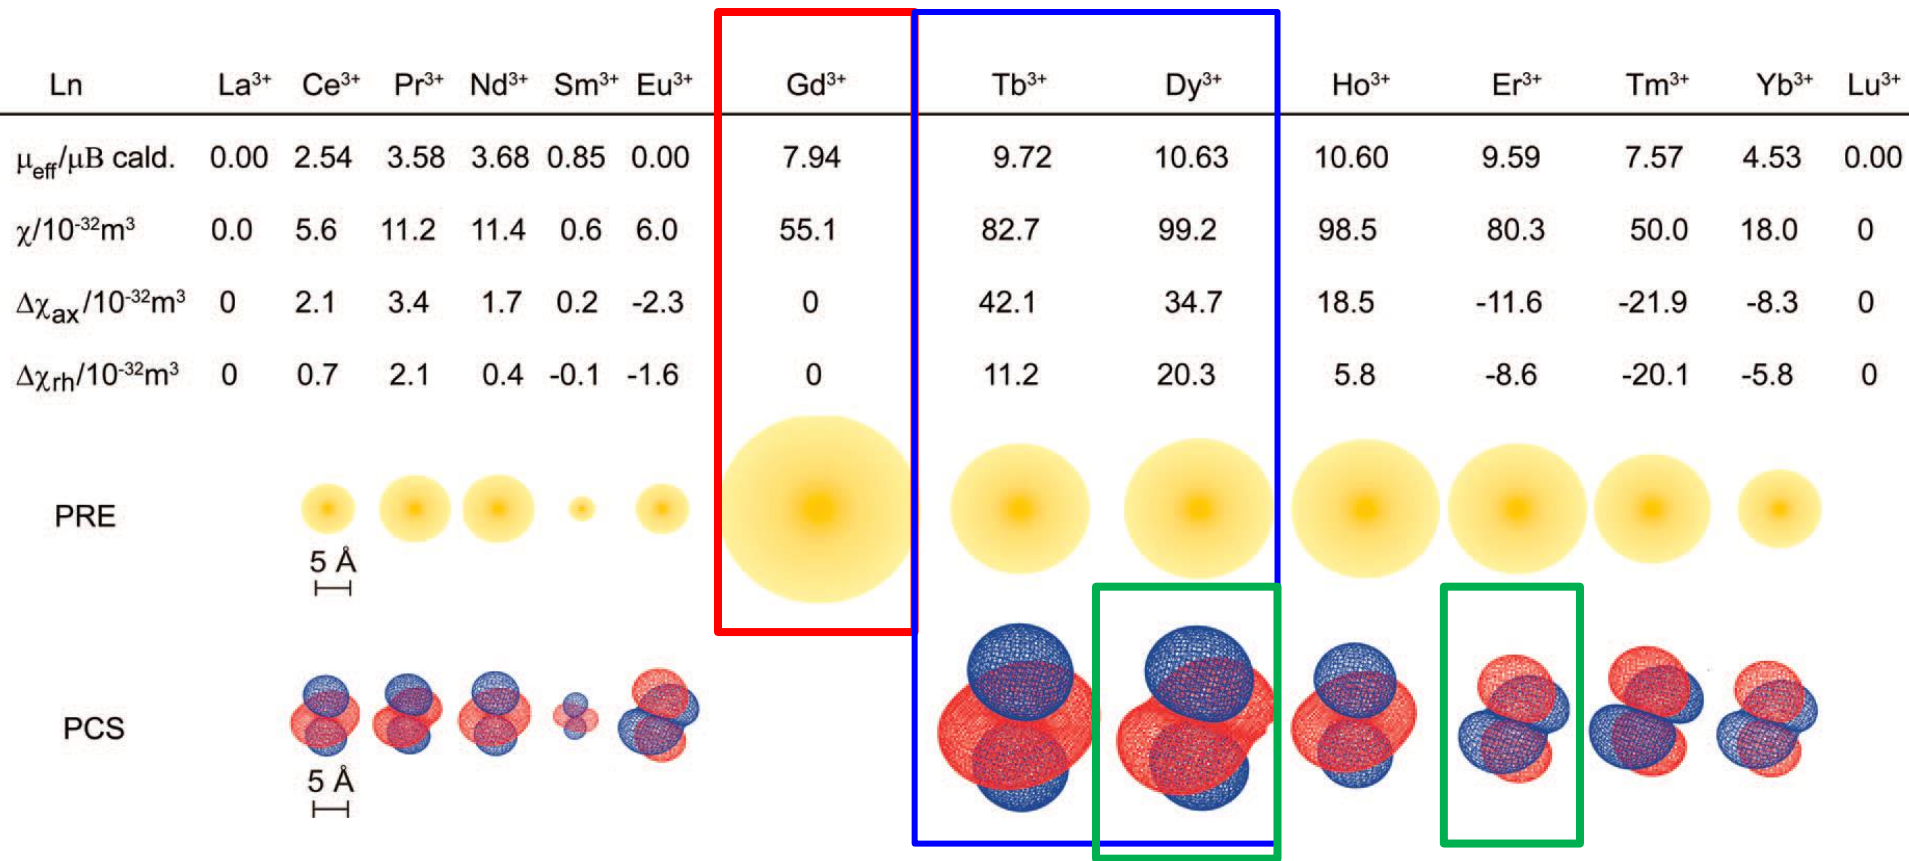 Ln La³⁺ Ce³⁺ Pr³⁺ Nd³⁺ Sm³⁺ Eu³⁺ Gd³⁺ Tb³⁺ Dy³⁺ Ho³⁺ Er³⁺ Tm³⁺ Yb³⁺ Lu³⁺
μeff/μB cald. 0.00 2.54 3.58 3.68 0.85 0.00 7.94 9.72 10.63 10.60 9.59 7.57 4.53 0.00
χ/10⁻³²m³ 0.0 5.6 11.2 11.4 0.6 6.0 55.1 82.7 99.2 98.5 80.3 50.0 18.0 0
Δχax/10⁻³²m³ 0 2.1 3.4 1.7 0.2 -2.3 0 42.1 34.7 18.5 -11.6 -21.9 -8.3 0
Δχrh/10⁻³²m³ 0 0.7 2.1 0.4 -0.1 -1.6 0 11.2 20.3 5.8 -8.6 -20.1 -5.8 0
PRE
5 Å
PCS
5 Å